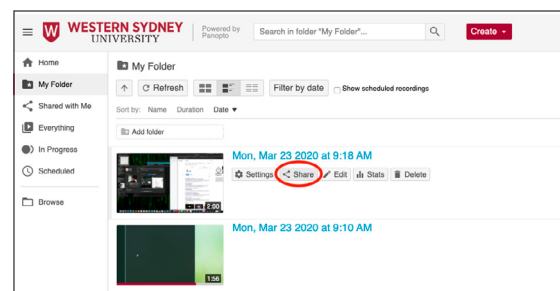 WESTERN SYDNEY
UNIVERSITY
W
Powered by
Panopto
Search in folder "My Folder"...
Create
Home
My Folder
Shared with Me
Everything
In Progress
Scheduled
Browse
My Folder
Refresh
Filter by date
Show scheduled recordings
Sort by: Name Duration Date ▼
Add folder
Mon, Mar 23 2020 at 9:18 AM
Settings Share Edit Stats Delete
2:00
Mon, Mar 23 2020 at 9:10 AM
1:56